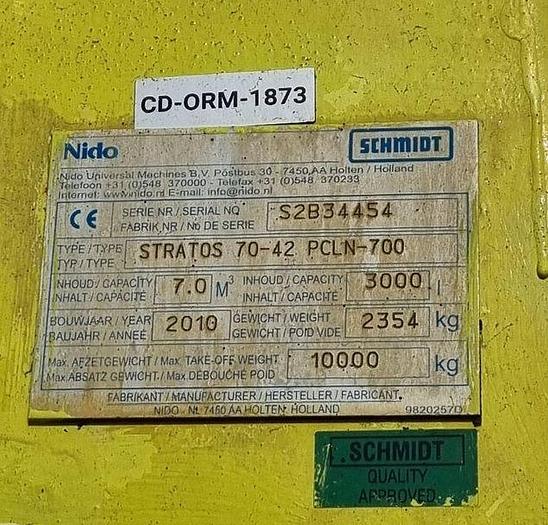 CD-ORM-1873
Nido SCHMIDT
Nido Universal Machines B.V. Postbus 30 - 7450 AA Holten / Holland
Telefoon +31 (0)548 370000 - Telefax +31 (0)548 370233
Internet: www.nido.nl E-mail: info@nido.nl
CE SERIE NR / SERIAL NO S2B34454
FABRIK NR / No DE SERIE
TYPE / TYPE STRATOS 70-42 PCLN-700
TYP / TYPE
INHOUD / CAPACITY 7.0 M³ INHOUD / CAPACITY 3000 l
INHALT / CAPACITÉ INHALT / CAPACITÉ
BOUWJAAR / YEAR 2010 GEWICHT / WEIGHT 2354 kg
BAUJAHR / ANNEÉ GEWICHT / POID VIDE
Max. AFZETGEWICHT / Max. TAKE-OFF WEIGHT 10000 kg
Max. ABSATZ GEWICHT / Max. DÉBOUCHÉ POID
FABRIKANT / MANUFACTURER / HERSTELLER / FABRICANT.
NIDO - NL 7450 AA HOLTEN HOLLAND 9820257D
SCHMIDT
QUALITY
APPROVED